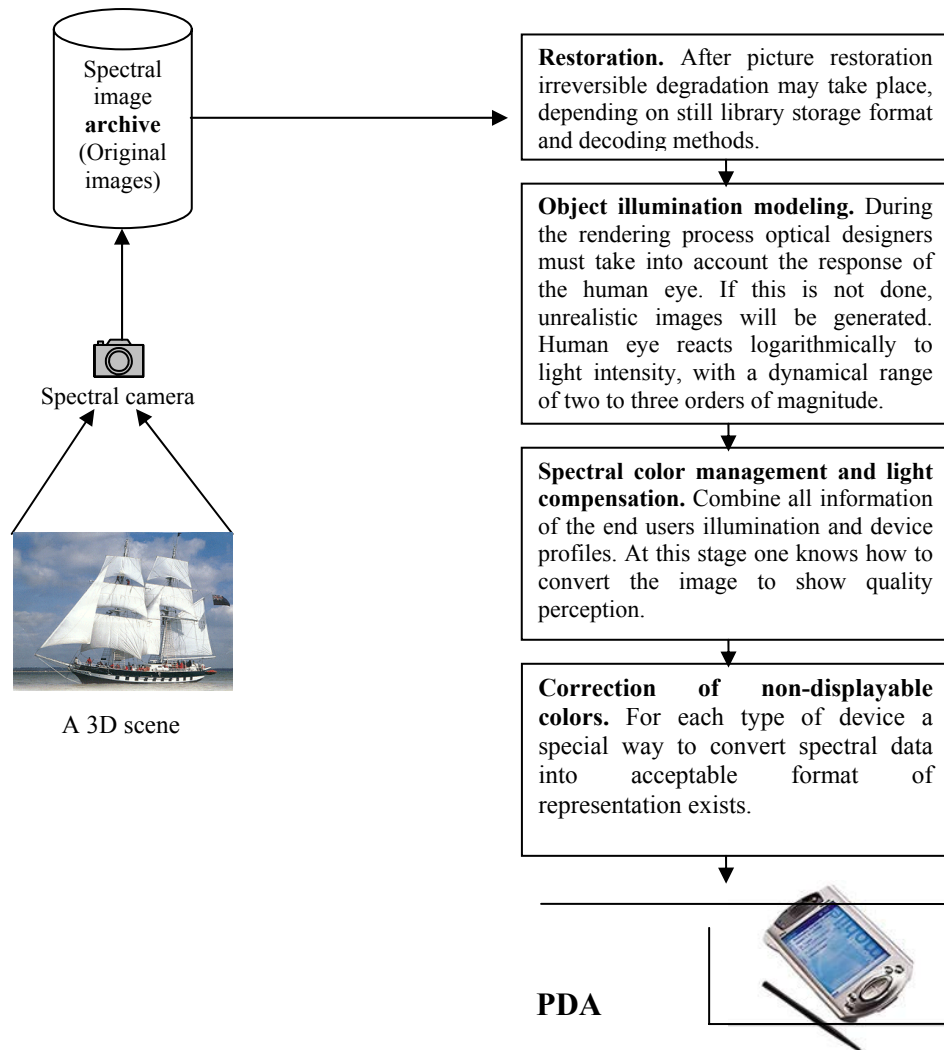 Spectral
image
archive
(Original
images)
Spectral camera
A 3D scene
Restoration. After picture restoration
irreversible degradation may take place,
depending on still library storage format
and decoding methods.
Object illumination modeling. During
the rendering process optical designers
must take into account the response of
the human eye. If this is not done,
unrealistic images will be generated.
Human eye reacts logarithmically to
light intensity, with a dynamical range
of two to three orders of magnitude.
Spectral color management and light
compensation. Combine all information
of the end users illumination and device
profiles. At this stage one knows how to
convert the image to show quality
perception.
Correction of non-displayable
colors. For each type of device a
special way to convert spectral data
into acceptable format of
representation exists.
PDA